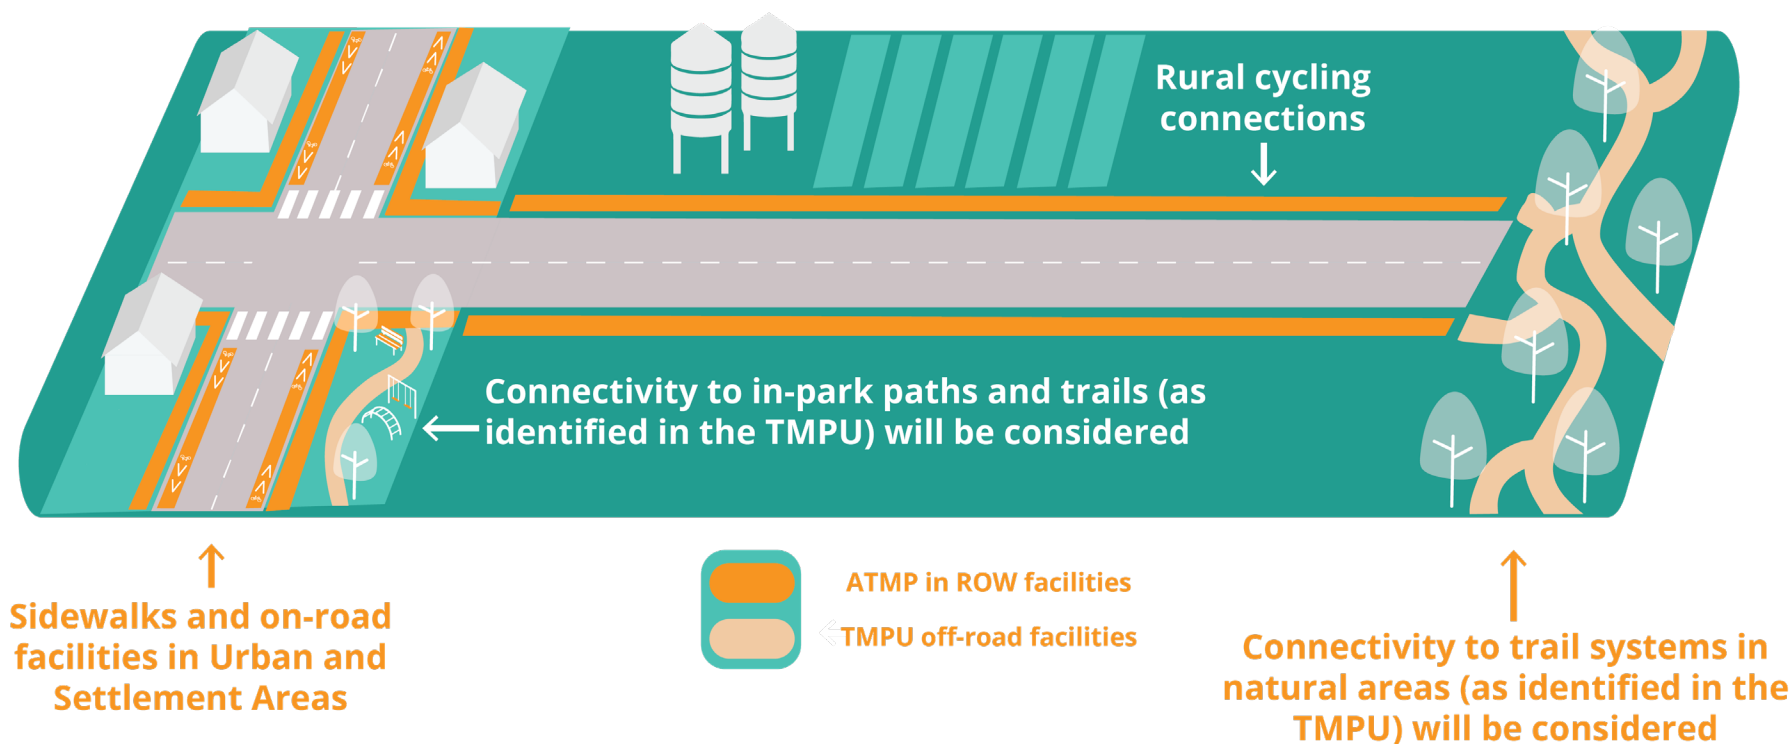 Rural cycling
connections
Connectivity to in-park paths and trails (as
identified in the TMPU) will be considered
Sidewalks and on-road
facilities in Urban and
Settlement Areas
ATMP in ROW facilities
TMPU off-road facilities
Connectivity to trail systems in
natural areas (as identified in the
TMPU) will be considered